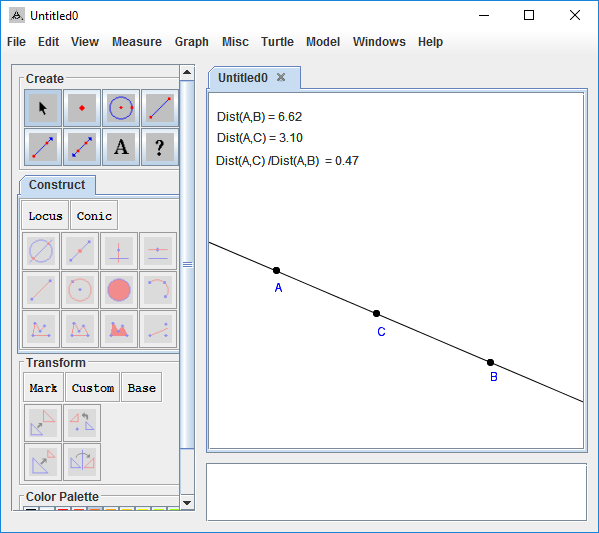 Untitled0
File Edit View Measure Graph Misc Turtle Model Windows Help
Create
A ?
Construct
Locus Conic
Transform
Mark Custom Base
Color Palette
Untitled0
Dist(A,B) = 6.62
Dist(A,C) = 3.10
Dist(A,C) /Dist(A,B) = 0.47
A
C
B